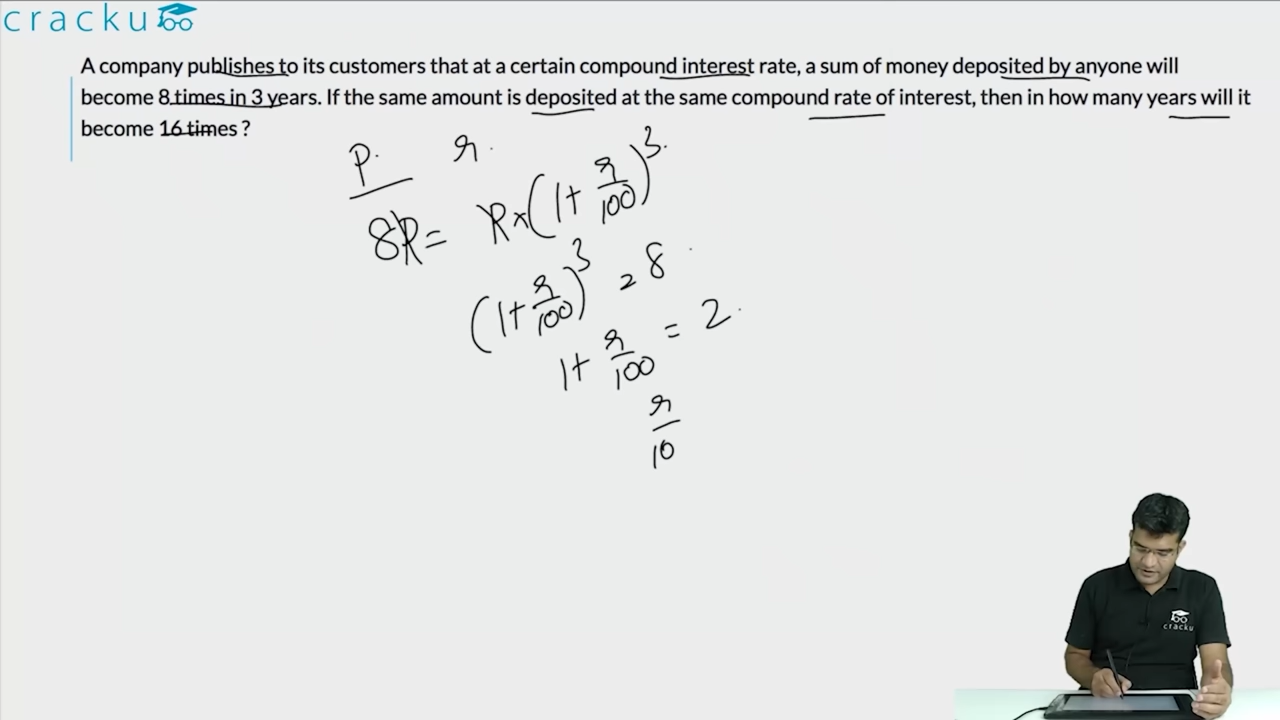 cracku
A company publishes to its customers that at a certain compound interest rate, a sum of money deposited by anyone will
become 8 times in 3 years. If the same amount is deposited at the same compound rate of interest, then in how many years will it
become 16 times ?
P. r.
8P = P×(1+ r/100)^3.
(1+ r/100)^3 = 8
1+ r/100 = 2.
r/10
cracku